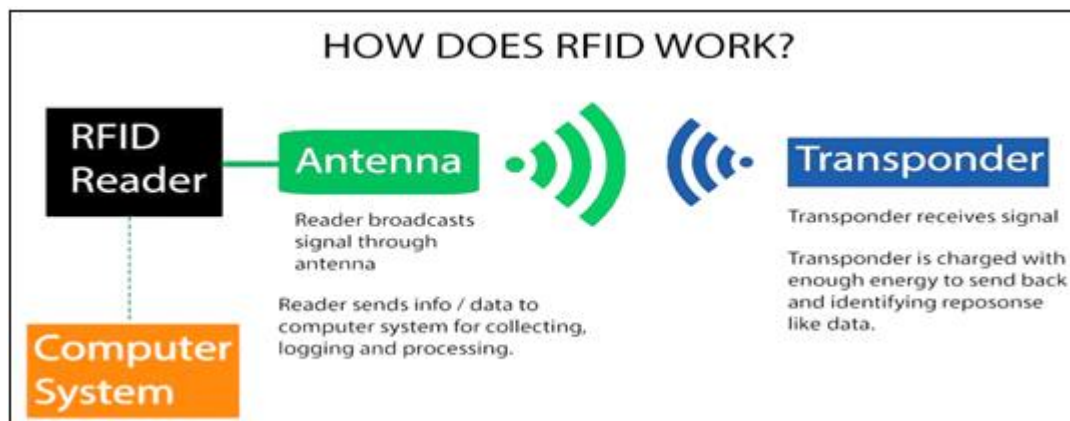 HOW DOES RFID WORK?
RFID
Reader
Antenna
Transponder
Reader broadcasts
signal through
antenna
Reader sends info / data to
computer system for collecting,
logging and processing.
Transponder receives signal
Transponder is charged with
enough energy to send back
and identifying reposonse
like data.
Computer
System